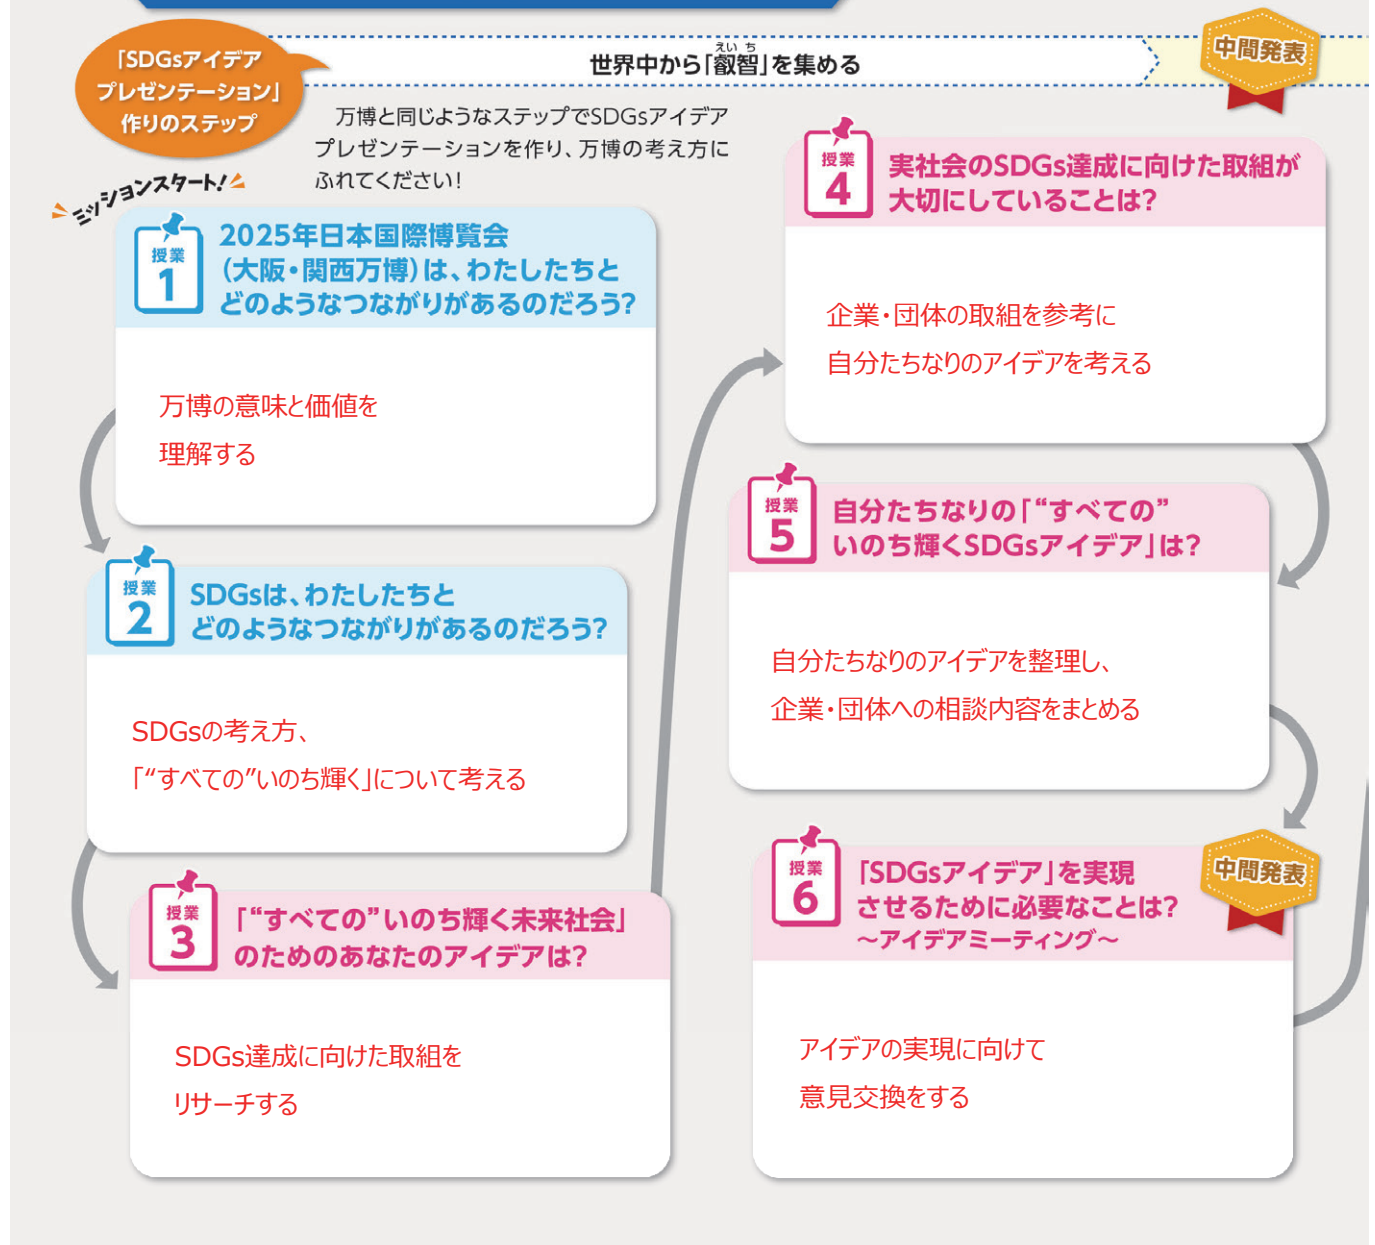 「SDGsアイデア
プレゼンテーション」
作りのステップ
世界中から「叡智」を集める
えいち
中間発表
万博と同じようなステップでSDGsアイデア
プレゼンテーションを作り、万博の考え方に
ふれてください！
ミッションスタート！
授業
1
2025年日本国際博覧会
（大阪・関西万博）は、わたしたちと
どのようなつながりがあるのだろう？
万博の意味と価値を
理解する
授業
2
SDGsは、わたしたちと
どのようなつながりがあるのだろう？
SDGsの考え方、
「“すべての”いのち輝く」について考える
授業
3
「“すべての”いのち輝く未来社会」
のためのあなたのアイデアは？
SDGs達成に向けた取組を
リサーチする
授業
4
実社会のSDGs達成に向けた取組が
大切にしていることは？
企業・団体の取組を参考に
自分たちなりのアイデアを考える
授業
5
自分たちなりの「“すべての”
いのち輝くSDGsアイデア」は？
自分たちなりのアイデアを整理し、
企業・団体への相談内容をまとめる
授業
6
「SDGsアイデア」を実現
させるために必要なことは？
～アイデアミーティング～
中間発表
アイデアの実現に向けて
意見交換をする